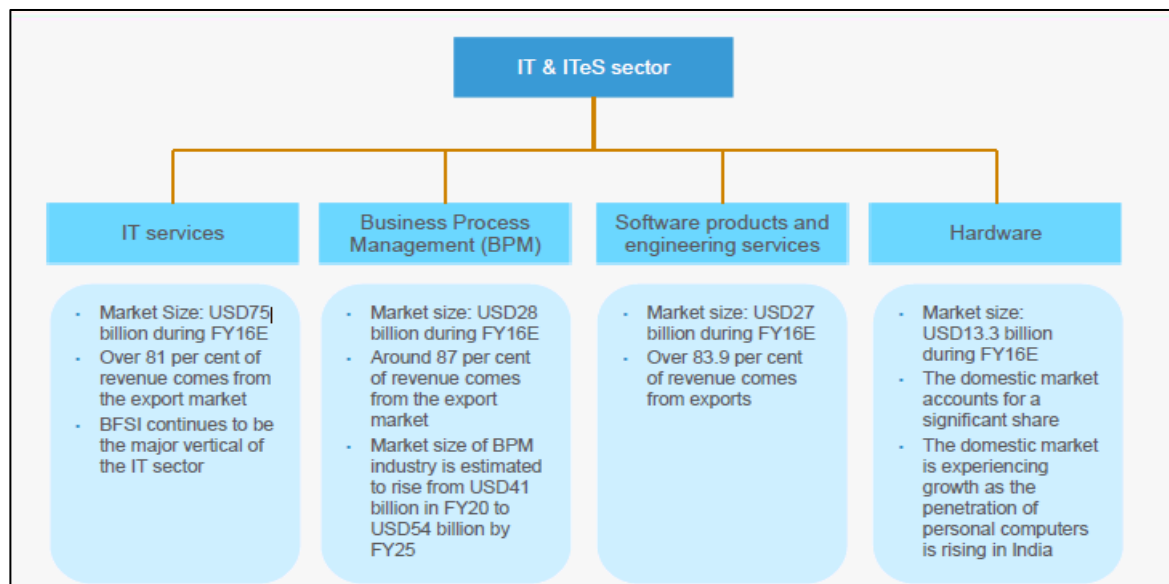 IT & ITeS sector
IT services
Business Process
Management (BPM)
Software products and
engineering services
Hardware
Market Size: USD75
billion during FY16E
Over 81 per cent of
revenue comes from
the export market
BFSI continues to be
the major vertical of
the IT sector
Market size: USD28
billion during FY16E
Around 87 per cent
of revenue comes
from the export
market
Market size of BPM
industry is estimated
to rise from USD41
billion in FY20 to
USD54 billion by
FY25
Market size: USD27
billion during FY16E
Over 83.9 per cent
of revenue comes
from exports
Market size:
USD13.3 billion
during FY16E
The domestic market
accounts for a
significant share
The domestic market
is experiencing
growth as the
penetration of
personal computers
is rising in India